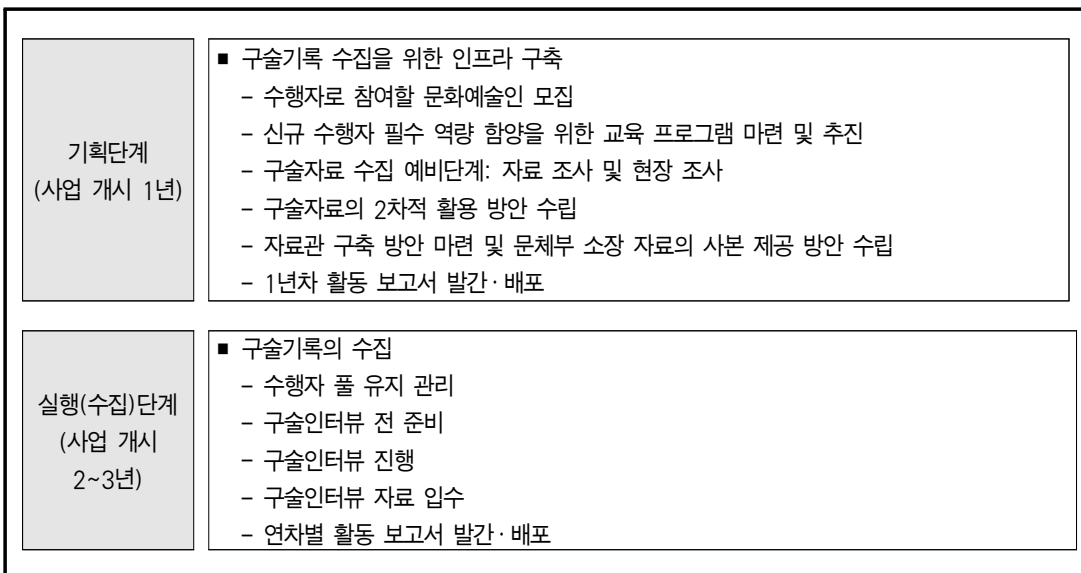 기획단계
(사업 개시 1년)
■ 구술기록 수집을 위한 인프라 구축
– 수행자로 참여할 문화예술인 모집
– 신규 수행자 필수 역량 함양을 위한 교육 프로그램 마련 및 추진
– 구술자료 수집 예비단계: 자료 조사 및 현장 조사
– 구술자료의 2차적 활용 방안 수립
– 자료관 구축 방안 마련 및 문체부 소장 자료의 사본 제공 방안 수립
– 1년차 활동 보고서 발간·배포
실행(수집)단계
(사업 개시
2~3년)
■ 구술기록의 수집
– 수행자 풀 유지 관리
– 구술인터뷰 전 준비
– 구술인터뷰 진행
– 구술인터뷰 자료 입수
– 연차별 활동 보고서 발간·배포